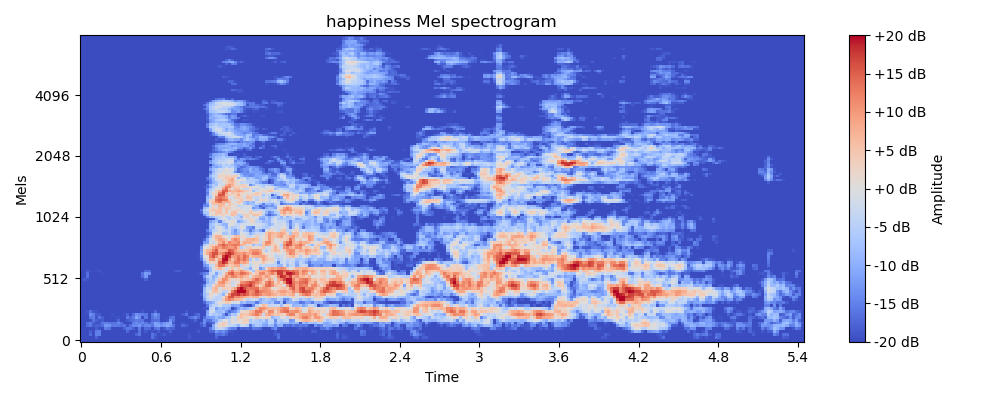 happiness Mel spectrogram
4096
2048
1024
512
0
Mels
0 0.6 1.2 1.8 2.4 3 3.6 4.2 4.8 5.4
Time
+20 dB
+15 dB
+10 dB
+5 dB
+0 dB
-5 dB
-10 dB
-15 dB
-20 dB
Amplitude